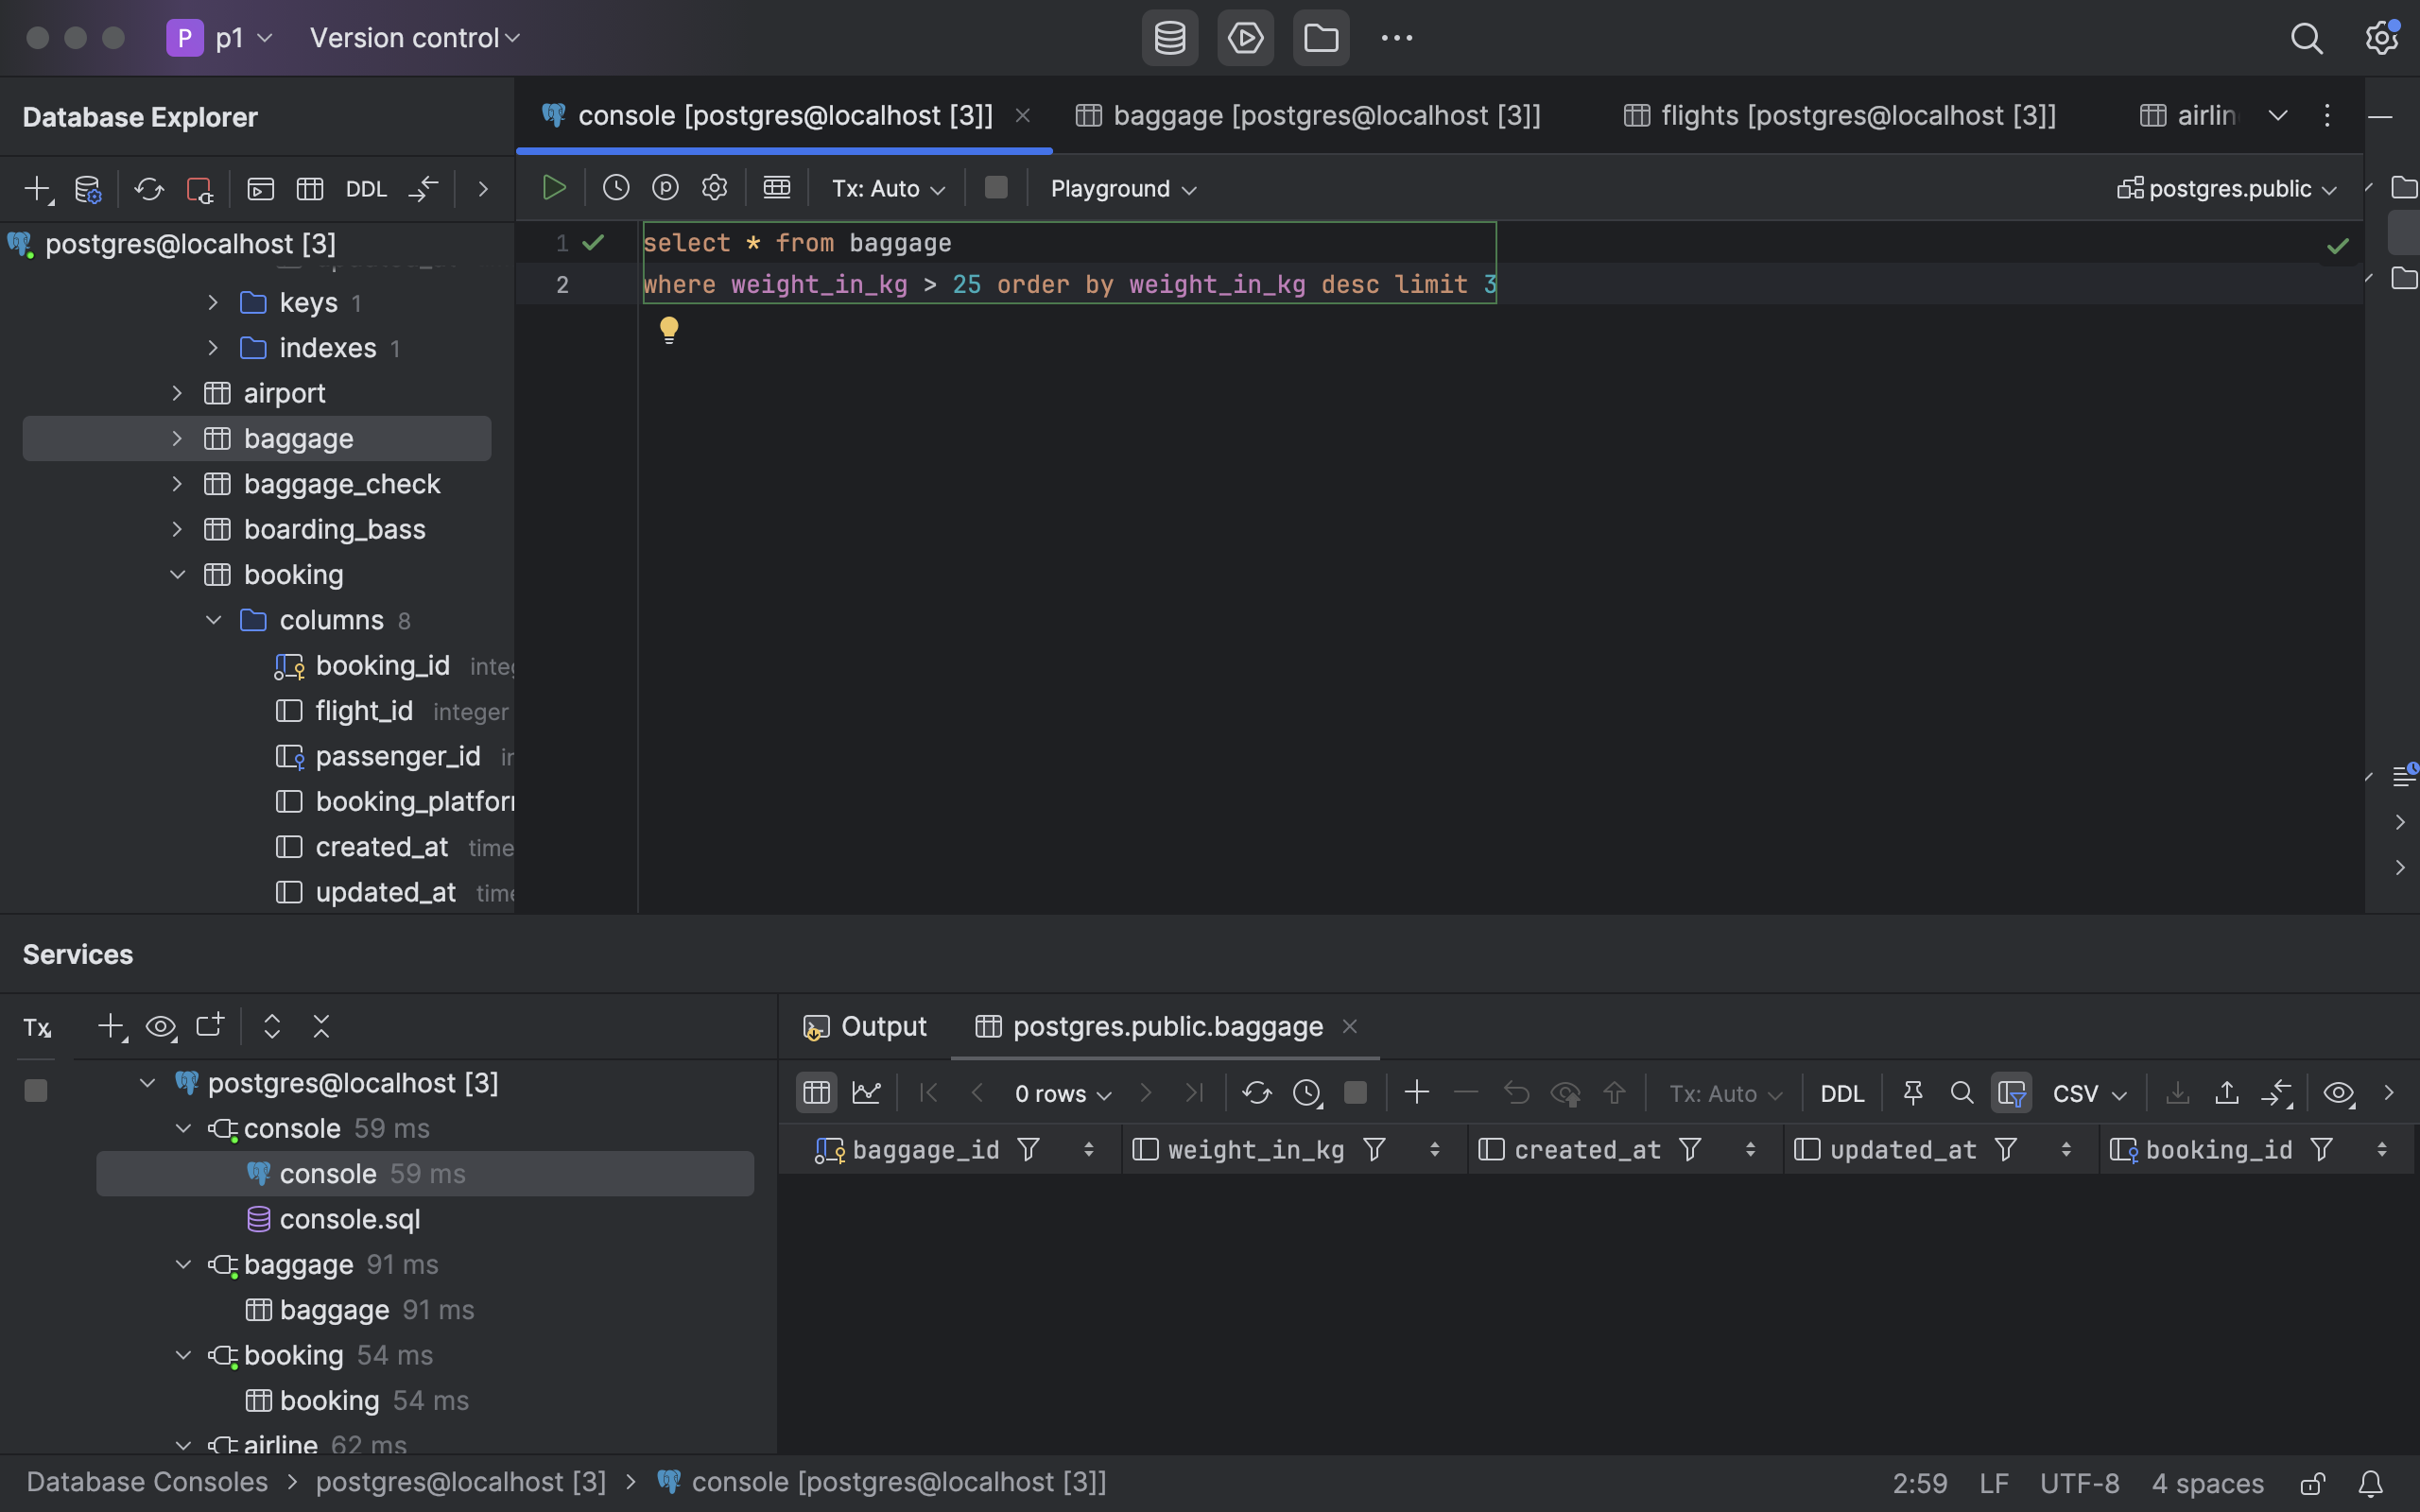 P p1 Version control
Database Explorer
console [postgres@localhost [3]]
baggage [postgres@localhost [3]]
flights [postgres@localhost [3]]
DDL
Tx: Auto
Playground
postgres.public
postgres@localhost [3]
keys 1
indexes 1
airport
baggage
baggage_check
boarding_bass
booking
columns 8
booking_id
flight_id integer
passenger_id
created_at
updated_at
1 select * from baggage
2 where weight_in_kg > 25 order by weight_in_kg desc limit 3
Services
Tx
postgres@localhost [3]
console 59 ms
console 59 ms
console.sql
baggage 91 ms
baggage 91 ms
booking 54 ms
booking 54 ms
airline 62 ms
Output
postgres.public.baggage
0 rows
Tx: Auto
DDL
CSV
baggage_id weight_in_kg created_at updated_at booking_id
Database Consoles > postgres@localhost [3] > console [postgres@localhost [3]]
2:59 LF UTF-8 4 spaces